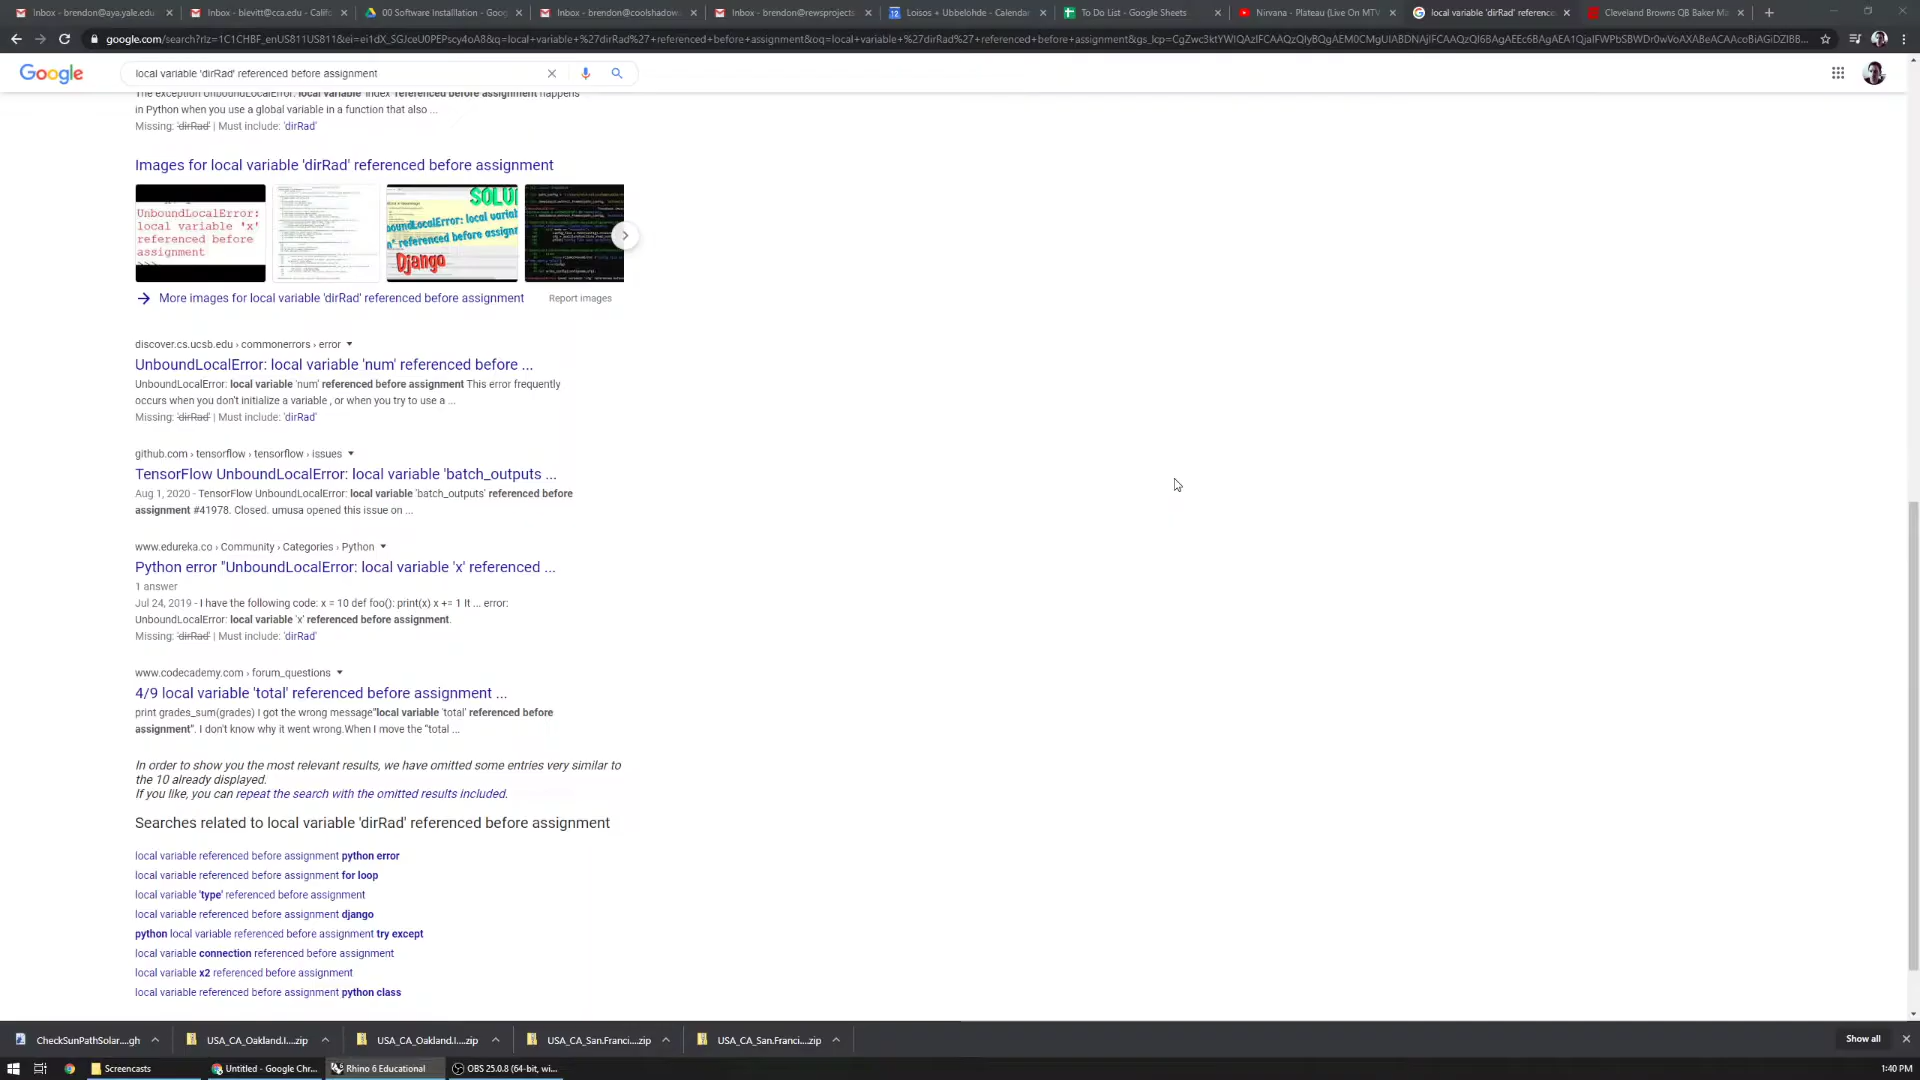 Inbox - brendon@aya.yale.edu
Inbox - blevitt@cca.edu - Califo
00 Software Installlation - Goog
Inbox - brendon@coolshadow
Inbox - brendon@rewsprojects
Loisos + Ubbelohde - Calendar
To Do List - Google Sheets
Nirvana - Plateau (Live On MTV
local variable 'dirRad' referenc
Cleveland Browns QB Baker Ma
Google
local variable 'dirRad' referenced before assignment
The exception UnboundLocalError: local variable 'index' referenced before assignment happens
in Python when you use a global variable in a function that also ...
Missing: 'dirRad' | Must include: 'dirRad'
Images for local variable 'dirRad' referenced before assignment
UnboundLocalError:
local variable 'x'
referenced before
assignment
>>>
SOLV
boundLocalError: local variabl
n' referenced before assignm
Django
More images for local variable 'dirRad' referenced before assignment
Report images
discover.cs.ucsb.edu › commonerrors › error
UnboundLocalError: local variable 'num' referenced before ...
UnboundLocalError: local variable 'num' referenced before assignment This error frequently
occurs when you don't initialize a variable , or when you try to use a ...
Missing: 'dirRad' | Must include: 'dirRad'
github.com › tensorflow › tensorflow › issues
TensorFlow UnboundLocalError: local variable 'batch_outputs ...
Aug 1, 2020 - TensorFlow UnboundLocalError: local variable 'batch_outputs' referenced before
assignment #41978. Closed. umusa opened this issue on ...
www.edureka.co › Community › Categories › Python
Python error "UnboundLocalError: local variable 'x' referenced ...
1 answer
Jul 24, 2019 - I have the following code: x = 10 def foo(): print(x) x += 1 It ... error:
UnboundLocalError: local variable 'x' referenced before assignment.
Missing: 'dirRad' | Must include: 'dirRad'
www.codecademy.com › forum_questions
4/9 local variable 'total' referenced before assignment ...
print grades_sum(grades) I got the wrong message"local variable 'total' referenced before
assignment". I don't know why it went wrong.When I move the "total ...
In order to show you the most relevant results, we have omitted some entries very similar to
the 10 already displayed.
If you like, you can repeat the search with the omitted results included.
Searches related to local variable 'dirRad' referenced before assignment
local variable referenced before assignment python error
local variable referenced before assignment for loop
local variable 'type' referenced before assignment
local variable referenced before assignment django
python local variable referenced before assignment try except
local variable connection referenced before assignment
local variable x2 referenced before assignment
local variable referenced before assignment python class
CheckSunPathSolar....gh
USA_CA_Oakland.I....zip
USA_CA_Oakland.I....zip
USA_CA_San.Franci....zip
USA_CA_San.Franci....zip
Show all
Screencasts
Untitled - Google Chr...
Rhino 6 Educational
OBS 25.0.8 (64-bit, wi...
1:40 PM